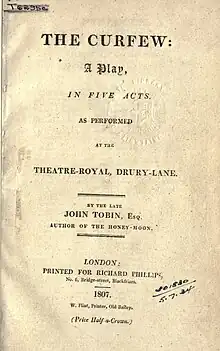 THE CURFEW:
A Play,
IN FIVE ACTS.
AS PERFORMED
AT THE
THEATRE-ROYAL, DRURY-LANE.
BY THE LATE
JOHN TOBIN, Esq.
AUTHOR OF THE HONEY-MOON.
LONDON:
PRINTED FOR RICHARD PHILLIPS,
No. 6, Bridge-street, Blackfriars.
1807.
W. Flint, Printer, Old Bailey.
(Price Half-a-Crown.)